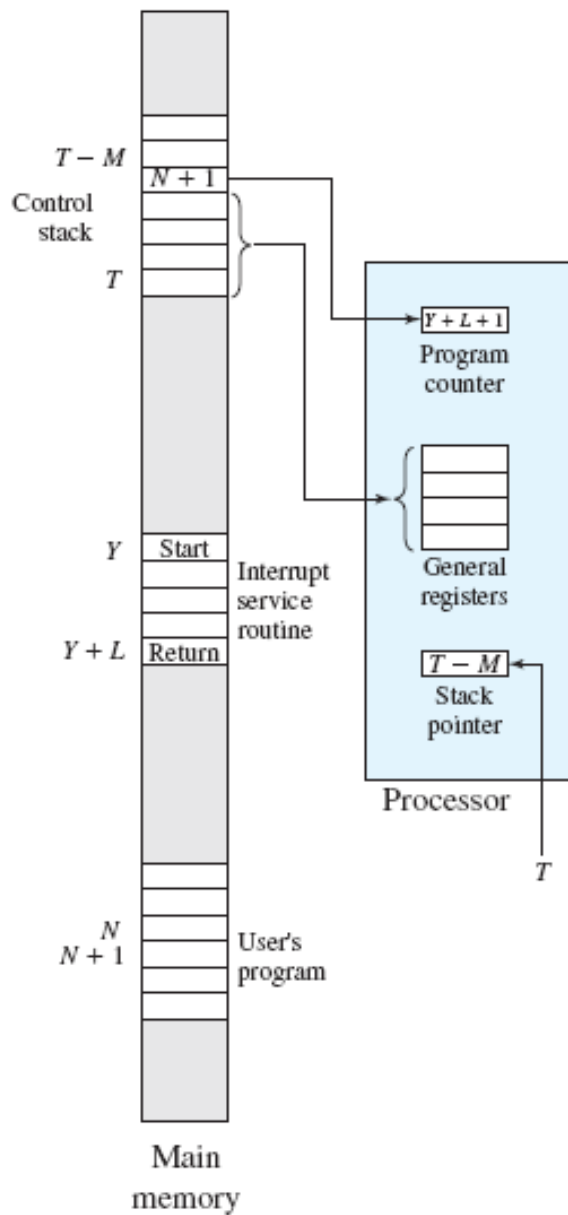 T − M
N + 1
Control
stack
T
Y + L + 1
Program
counter
Y
Start
Interrupt
service
routine
General
registers
Y + L
Return
T − M
Stack
pointer
Processor
T
N
N + 1
User's
program
Main
memory